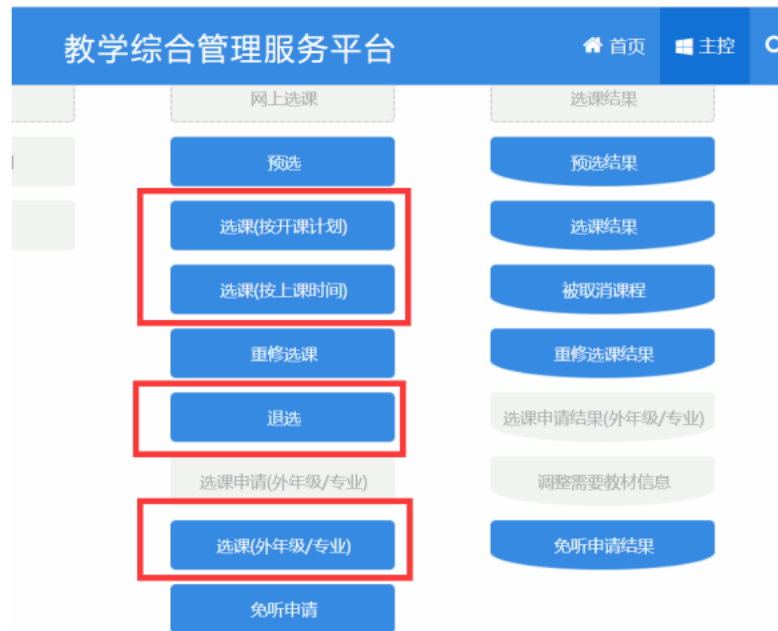 教学综合管理服务平台
首页
主控
网上选课
选课结果
预选
预选结果
选课(按开课计划)
选课结果
选课(按上课时间)
被取消课程
重修选课
重修选课结果
退选
选课申请结果(外年级/专业)
选课申请(外年级/专业)
调整需要教材信息
选课(外年级/专业)
免听申请结果
免听申请